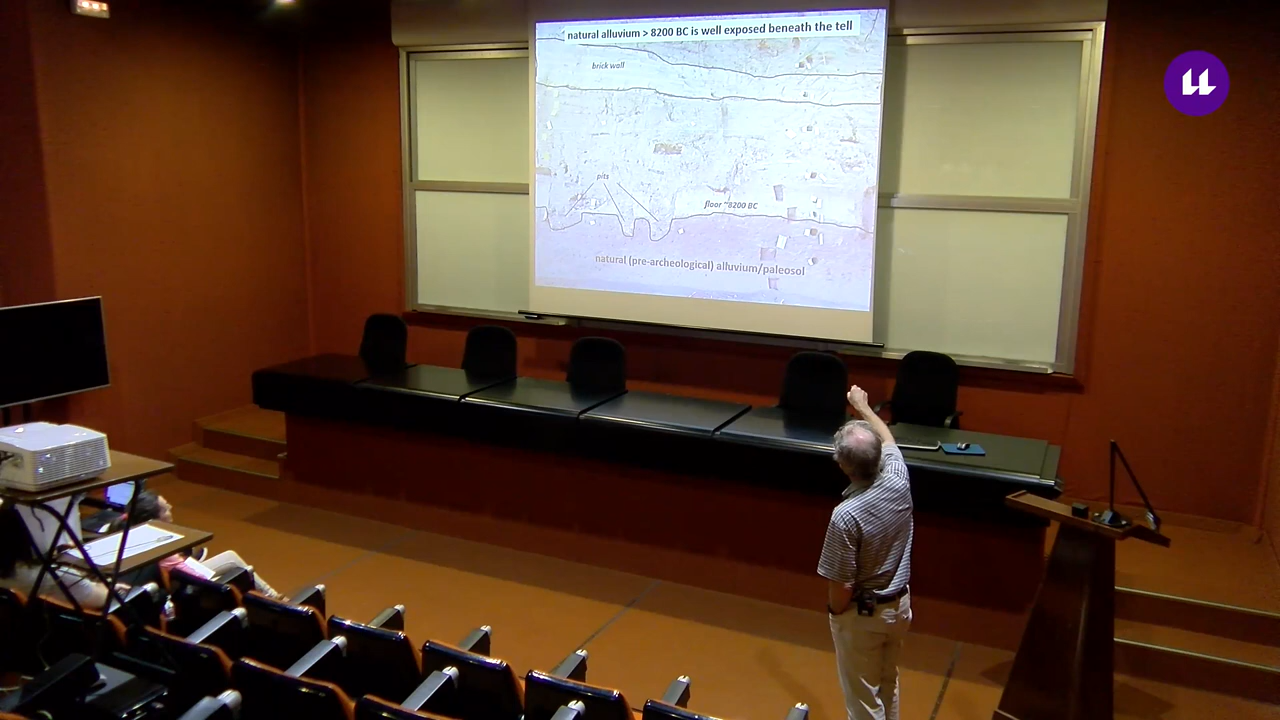 natural alluvium > 8200 BC is well exposed beneath the tell
brick wall
pits
floor ~8200 BC
natural (pre-archeological) alluvium/paleosol